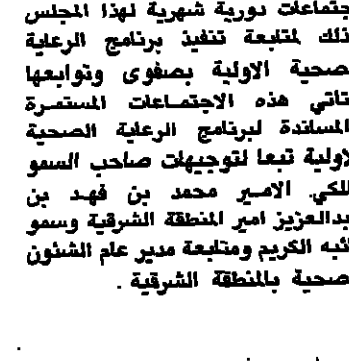 جتماعات دورية شهرية لهذا المجلس
ذلك لمتابعة تنفيذ برنامج الرعاية
صحية الاولية بصفوى وتوابعها
تاتي هذه الاجتماعات المستمرة
المساندة لبرنامج الرعاية الصحية
لاولية تبعا لتوجيهات صاحب السمو
للكي الامير محمد بن فهد بن
بدالعزيز امير المنطقة الشرقية وسمو
ئبه الكريم ومتابعة مدير عام الشئون
صحية بالمنطقة الشرقية .